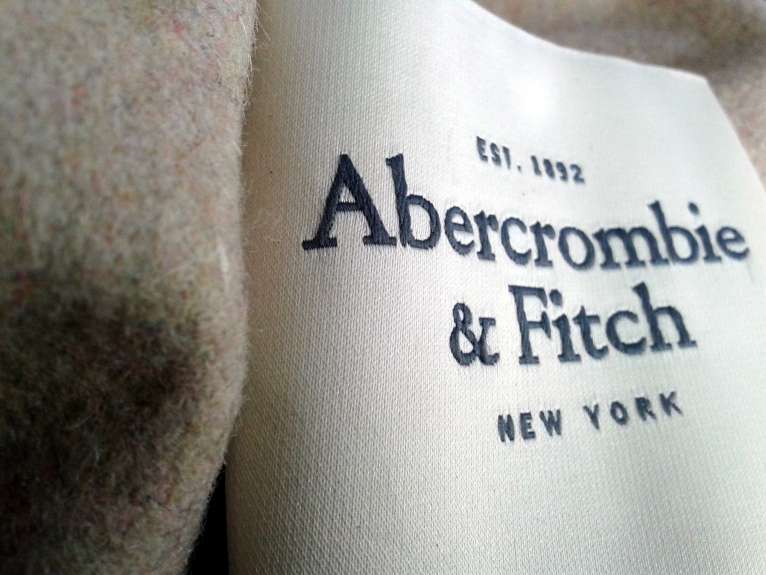 EST. 1892
Abercrombie
& Fitch
NEW YORK